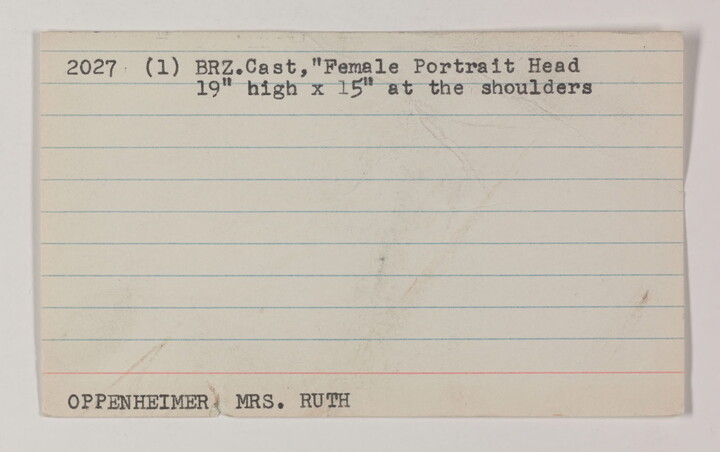 2027 (1) BRZ.Cast,"Female Portrait Head
19" high x 15" at the shoulders
OPPENHEIMER, MRS. RUTH